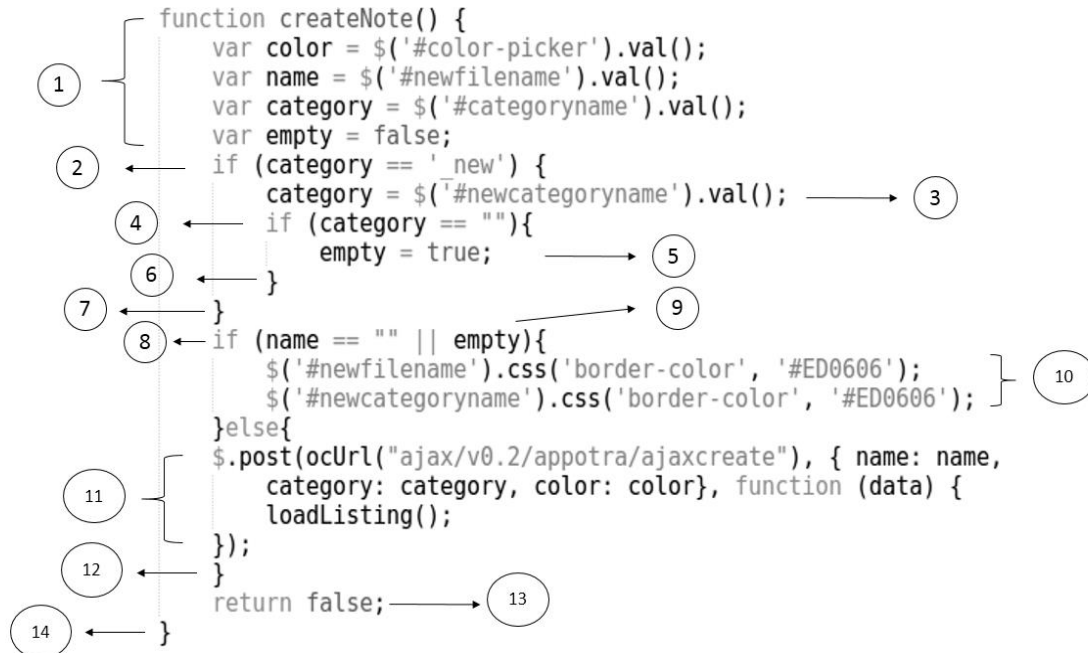 function createNote() {
var color = $('#color-picker').val();
1 var name = $('#newfilename').val();
var category = $('#categoryname').val();
var empty = false;
2 if (category == '_new') {
category = $('#newcategoryname').val(); 3
4 if (category == ""){
empty = true; 5
6 }
7 } 9
8 if (name == "" || empty){
$('#newfilename').css('border-color', '#ED0606'); 10
$('#newcategoryname').css('border-color', '#ED0606');
}else{
$.post(ocUrl("ajax/v0.2/appotra/ajaxcreate"), { name: name,
11 category: category, color: color}, function (data) {
loadListing();
});
12 }
return false; 13
14 }